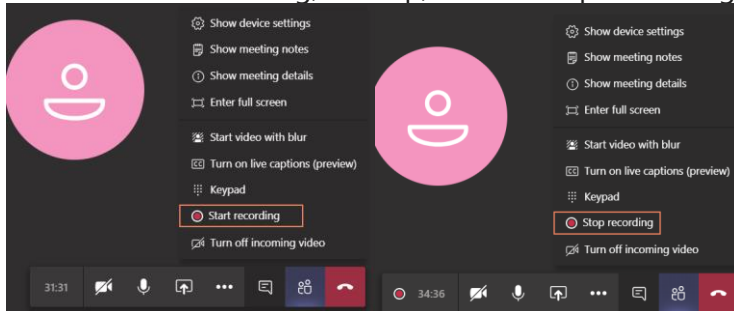 Show device settings
Show meeting notes
Show meeting details
Enter full screen
Start video with blur
CC Turn on live captions (preview)
Keypad
Start recording
Turn off incoming video
31:31
Show device settings
Show meeting notes
Show meeting details
Enter full screen
Start video with blur
CC Turn on live captions (preview)
Keypad
Stop recording
Turn off incoming video
34:36